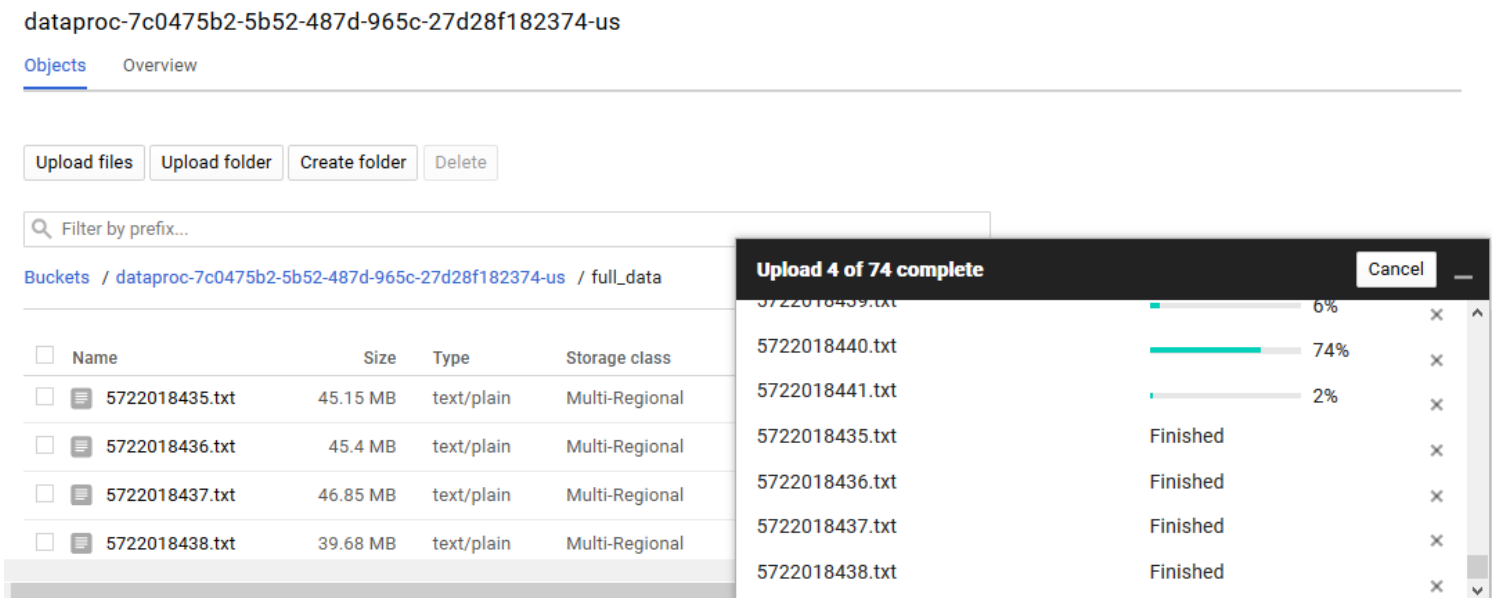 dataproc-7c0475b2-5b52-487d-965c-27d28f182374-us
Objects Overview
Upload files Upload folder Create folder Delete
Filter by prefix...
Buckets / dataproc-7c0475b2-5b52-487d-965c-27d28f182374-us / full_data
Name Size Type Storage class
5722018435.txt 45.15 MB text/plain Multi-Regional
5722018436.txt 45.4 MB text/plain Multi-Regional
5722018437.txt 46.85 MB text/plain Multi-Regional
5722018438.txt 39.68 MB text/plain Multi-Regional
Upload 4 of 74 complete Cancel
5722018439.txt 6%
5722018440.txt 74%
5722018441.txt 2%
5722018435.txt Finished
5722018436.txt Finished
5722018437.txt Finished
5722018438.txt Finished